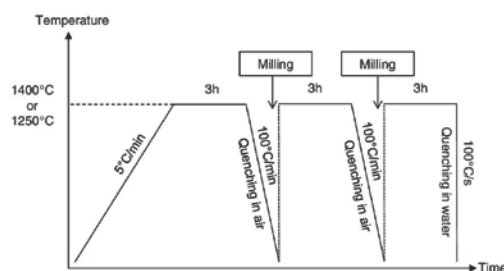 Temperature
Milling
Milling
1400°C
or
1250°C
3h
3h
3h
5°C/min
100°C/min
Quenching in air
100°C/min
Quenching in air
Quenching in water
100°C/s
Time